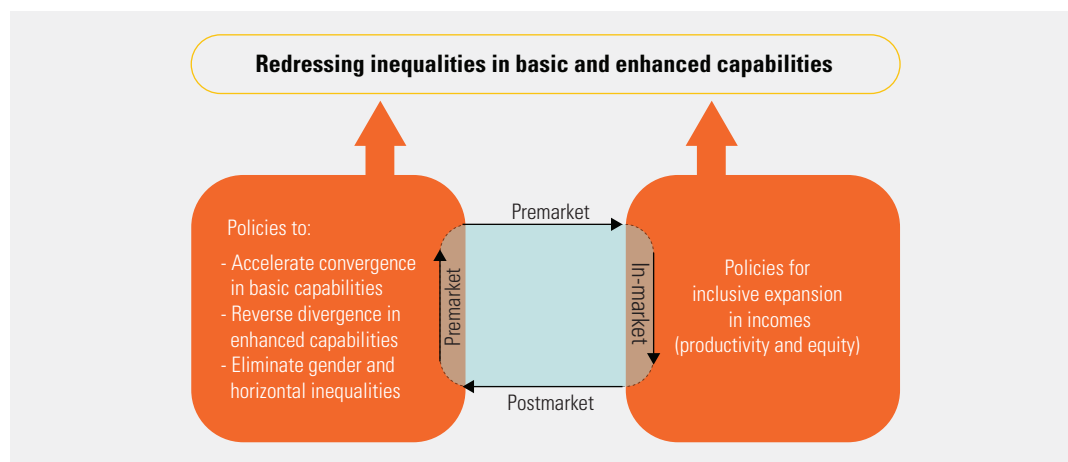 Redressing inequalities in basic and enhanced capabilities
Policies to:
- Accelerate convergence
in basic capabilities
- Reverse divergence in
enhanced capabilities
- Eliminate gender and
horizontal inequalities
Premarket
Premarket
In-market
Postmarket
Policies for
inclusive expansion
in incomes
(productivity and equity)